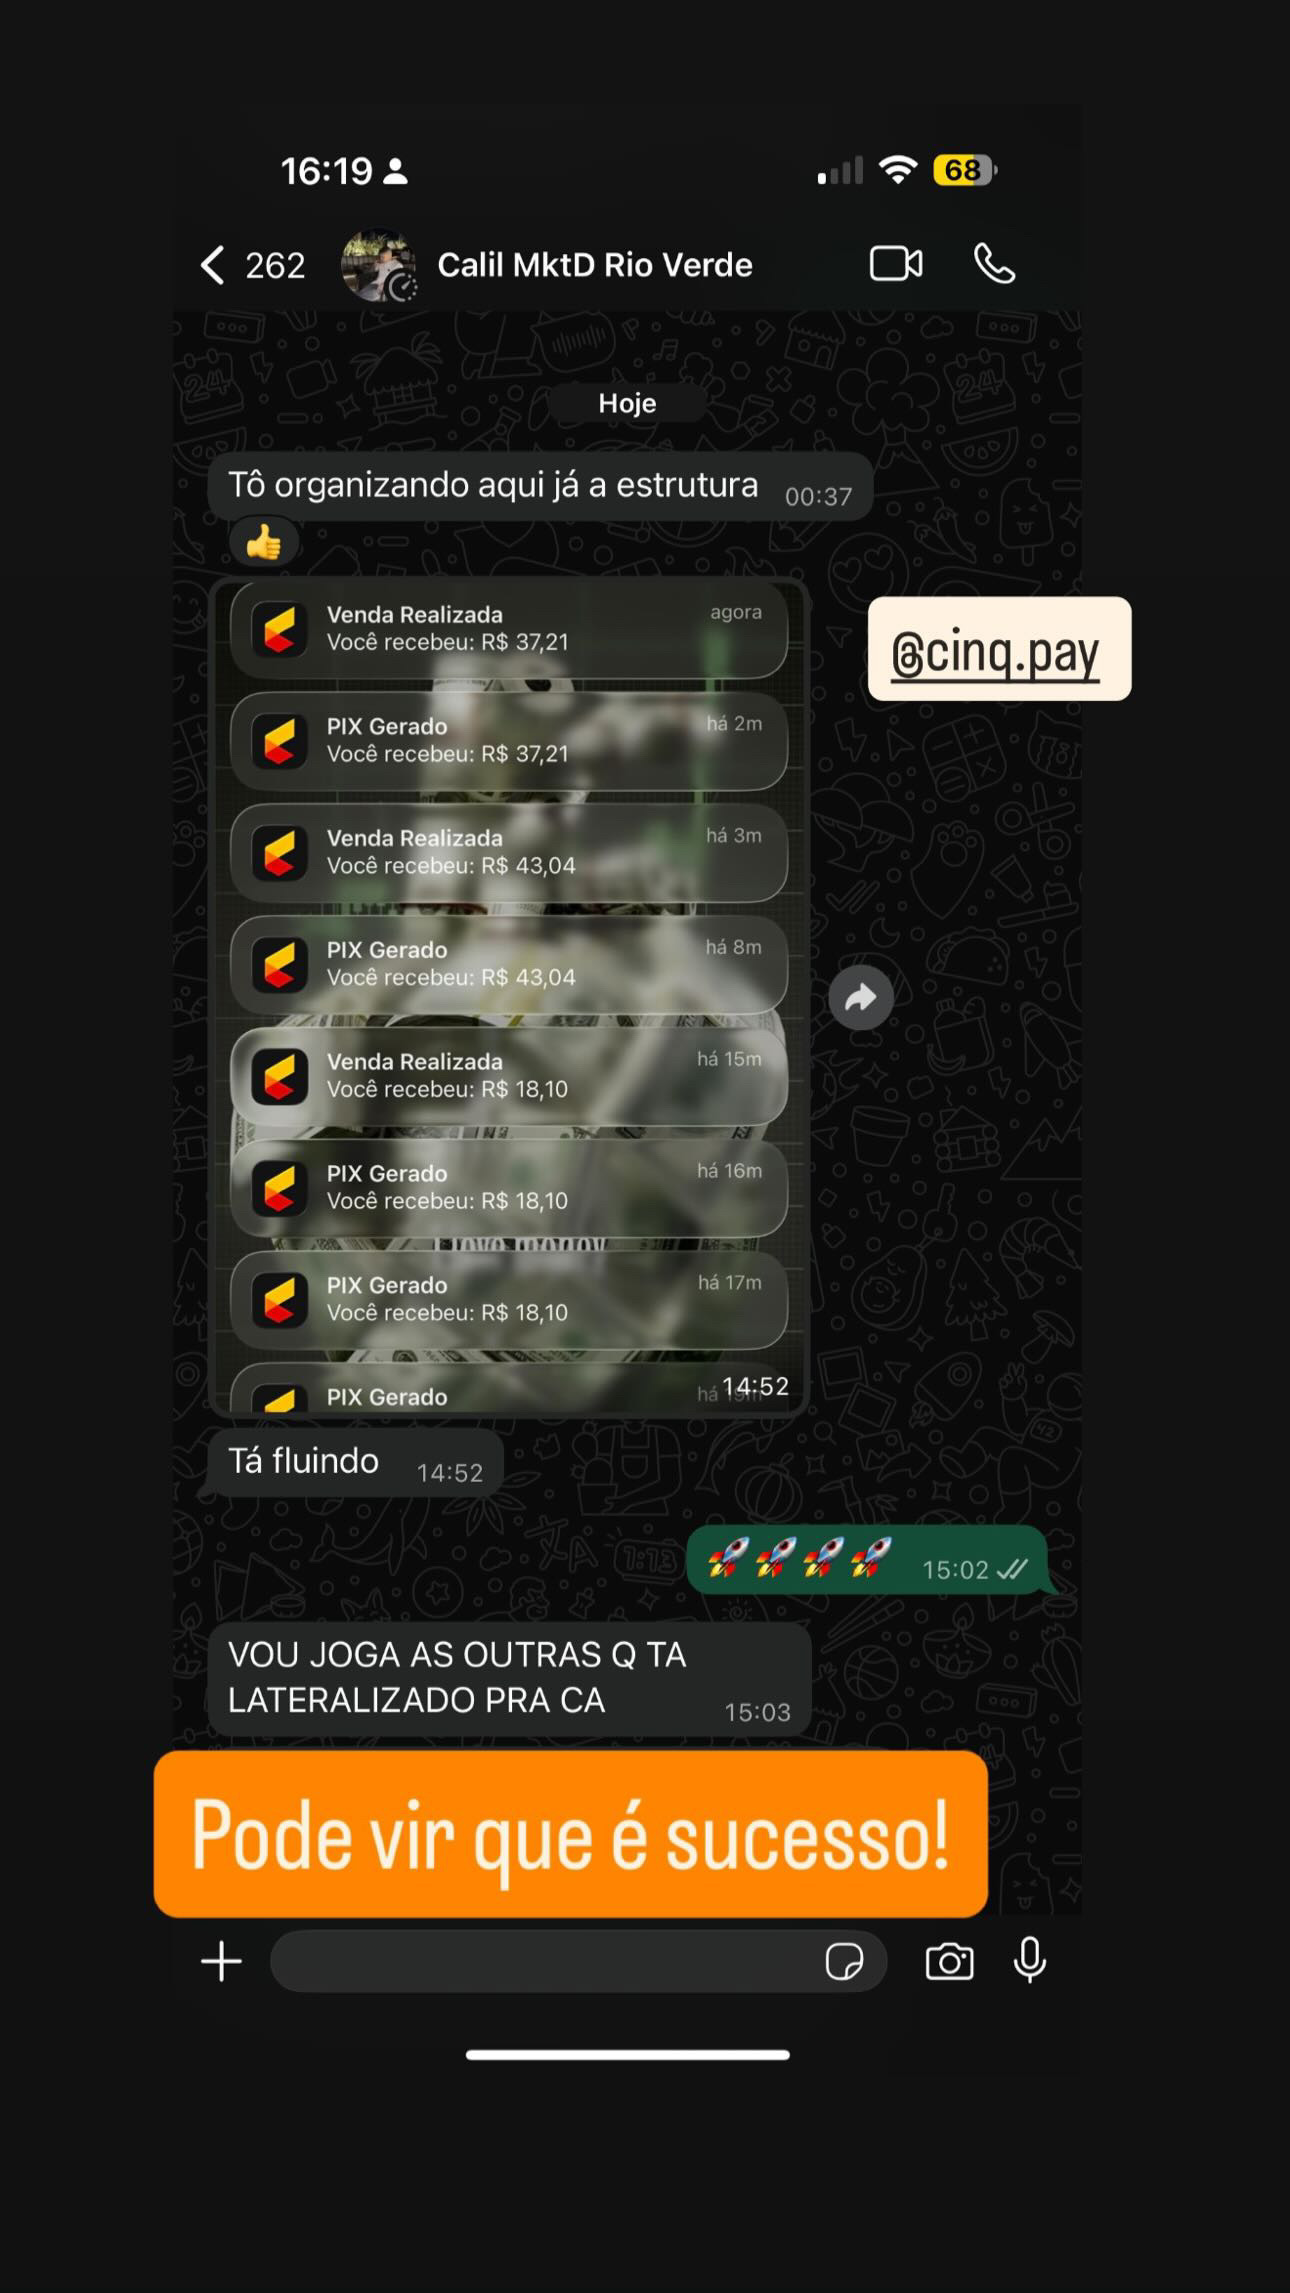 16:19
68
262
Calil MktD Rio Verde
Hoje
Tô organizando aqui já a estrutura
00:37
Venda Realizada
agora
Você recebeu: R$ 37,21
@cinq.pay
PIX Gerado
há 2m
Você recebeu: R$ 37,21
Venda Realizada
há 3m
Você recebeu: R$ 43,04
PIX Gerado
há 8m
Você recebeu: R$ 43,04
Venda Realizada
há 15m
Você recebeu: R$ 18,10
PIX Gerado
há 16m
Você recebeu: R$ 18,10
I love money
PIX Gerado
há 17m
Você recebeu: R$ 18,10
PIX Gerado
há 19m
14:52
Tá fluindo
14:52
🚀🚀🚀🚀
15:02
VOU JOGA AS OUTRAS Q TA
LATERALIZADO PRA CA
15:03
Pode vir que é sucesso!